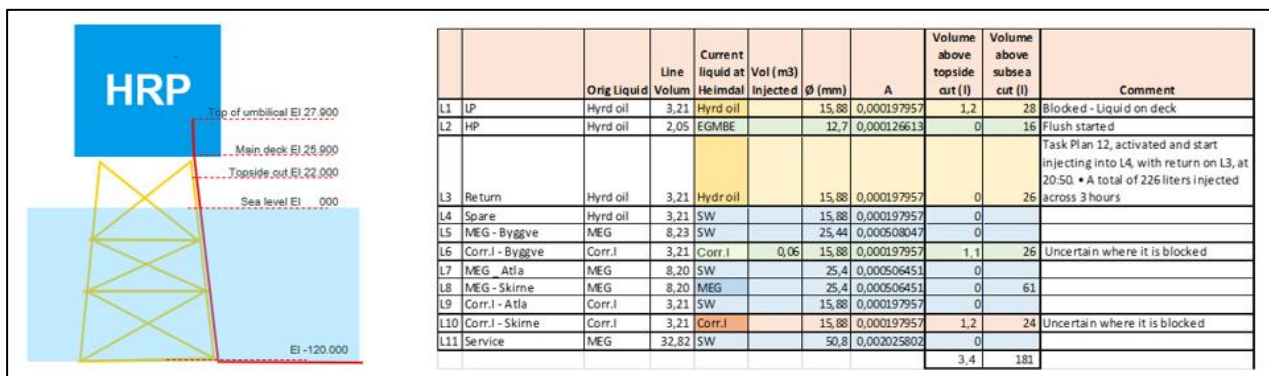 HRP
Top of umbilical El 27.900
Main deck El 25.900
Topside cut El 22.000
Sea level El 000
El -120.000
Orig Liquid Line Volum Current liquid at Heimdal Vol (m3) Injected Ø (mm) A Volume above topside cut (l) Volume above subsea cut (l) Comment
L1 LP Hyrd oil 3,21 Hyrd oil 15,88 0,000197957 1,2 28 Blocked - Liquid on deck
L2 HP Hyrd oil 2,05 EGMBE 12,7 0,000126613 0 16 Flush started
Task Plan 12, activated and start
injecting into L4, with return on L3, at
20:50. • A total of 226 liters injected
L3 Return Hyrd oil 3,21 Hydr oil 15,88 0,000197957 0 26 across 3 hours
L4 Spare Hyrd oil 3,21 SW 15,88 0,000197957 0
L5 MEG - Byggve MEG 8,23 SW 25,44 0,000508047 0
L6 Corr.I - Byggve Corr.I 3,21 Corr.I 0,06 15,88 0,000197957 1,1 26 Uncertain where it is blocked
L7 MEG _ Atla MEG 8,20 SW 25,4 0,000506451 0
L8 MEG - Skirne MEG 8,20 MEG 25,4 0,000506451 0 61
L9 Corr.I - Atla Corr.I 3,21 SW 15,88 0,000197957 0
L10 Corr.I - Skirne Corr.I 3,21 Corr.I 15,88 0,000197957 1,2 24 Uncertain where it is blocked
L11 Service MEG 32,82 SW 50,8 0,002025802 0
3,4 181